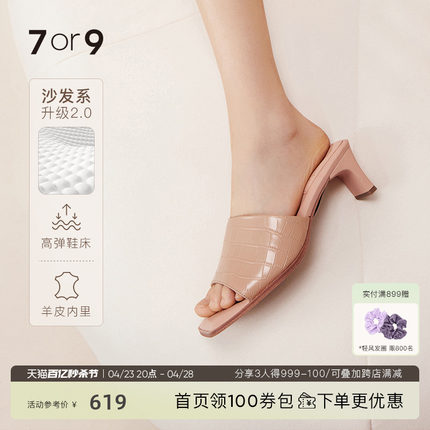 7or9
沙发系
升级2.0
高弹鞋床
羊皮内里
实付满899赠
*轻风发圈 限800名
天猫百亿秒杀节 04/23 20点 - 04/28
分享3人得999-100/可叠加跨店满减
活动参考价 ¥ 619
首页领100券包 下单更优惠